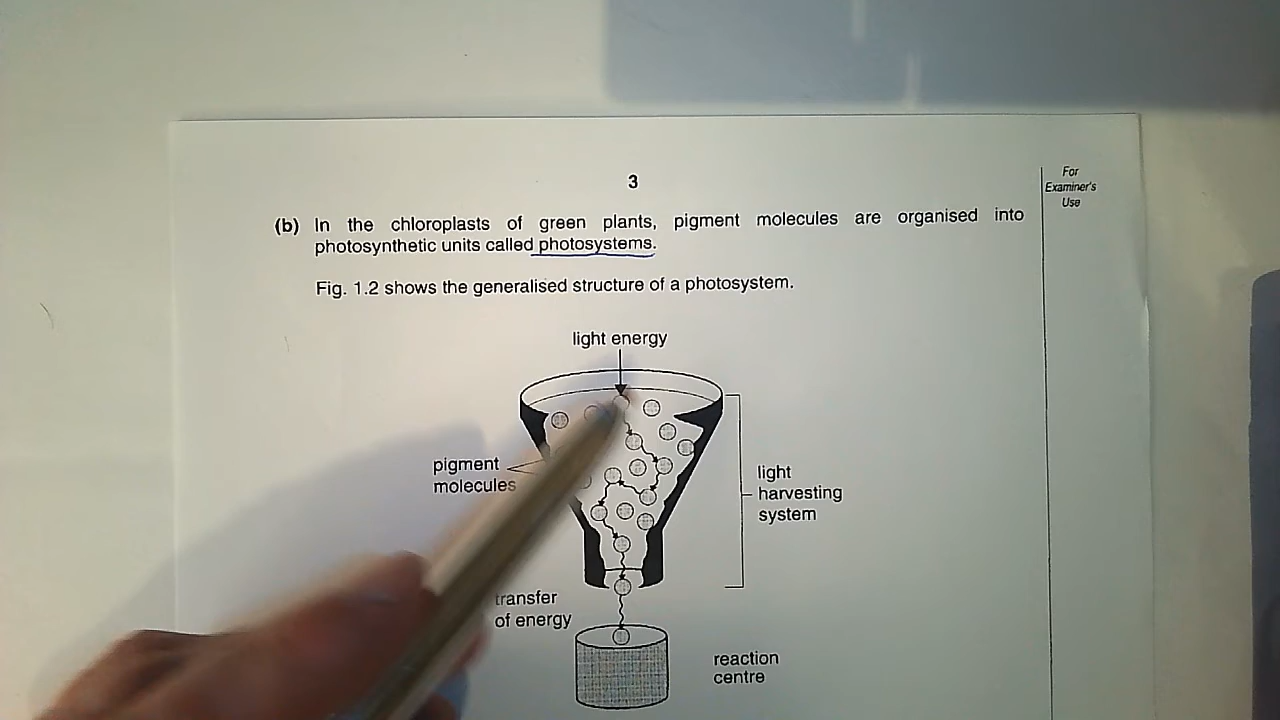 3
For
Examiner's
Use
(b) In the chloroplasts of green plants, pigment molecules are organised into
photosynthetic units called photosystems.
Fig. 1.2 shows the generalised structure of a photosystem.
light energy
pigment
molecules
light
harvesting
system
transfer
of energy
reaction
centre